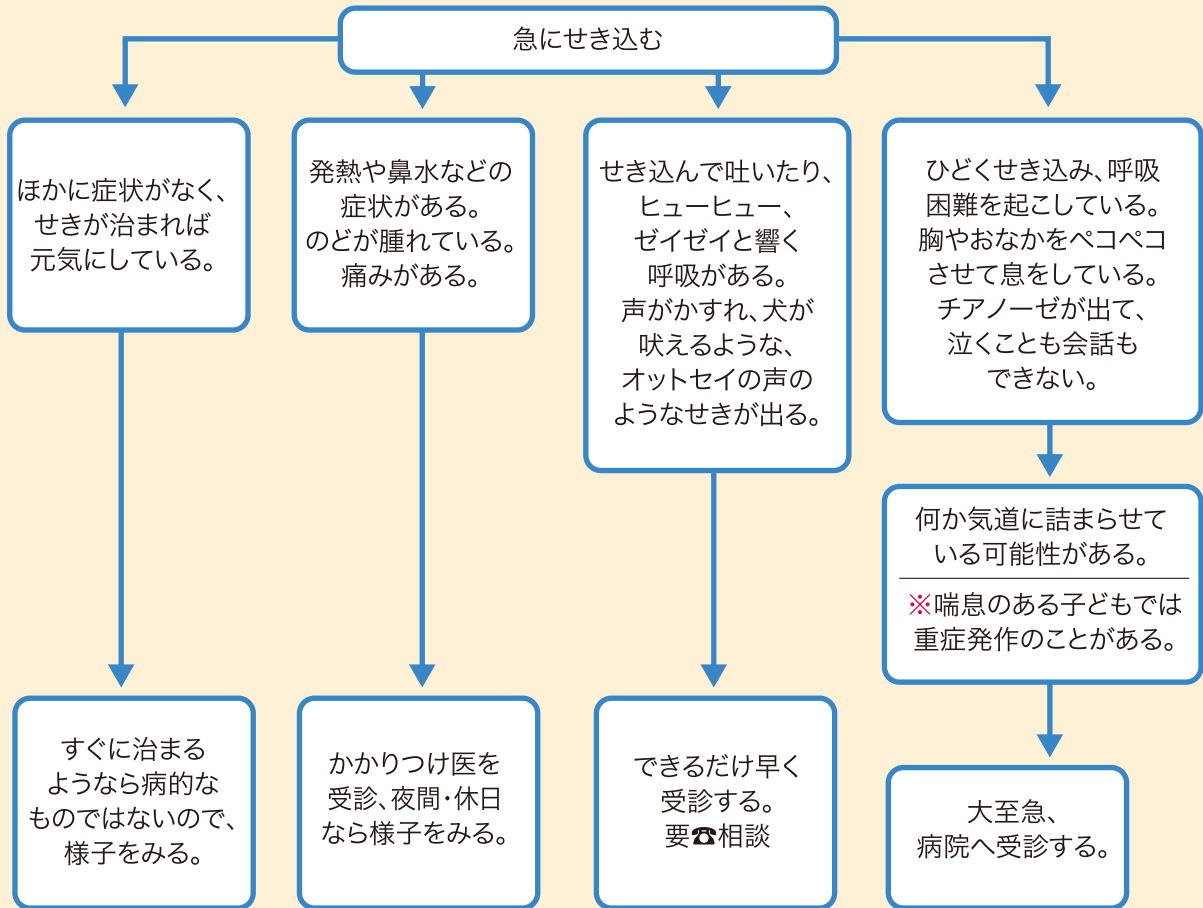 急にせき込む
ほかに症状がなく、
せきが治まれば
元気にしている。
発熱や鼻水などの
症状がある。
のどが腫れている。
痛みがある。
せき込んで吐いたり、
ヒューヒュー、
ゼイゼイと響く
呼吸がある。
声がかすれ、犬が
吠えるような、
オットセイの声の
ようなせきが出る。
ひどくせき込み、呼吸
困難を起こしている。
胸やおなかをペコペコ
させて息をしている。
チアノーゼが出て、
泣くことも会話も
できない。
何か気道に詰まらせて
いる可能性がある。
※喘息のある子どもでは
重症発作のことがある。
すぐに治まる
ようなら病的な
ものではないので、
様子をみる。
かかりつけ医を
受診、夜間・休日
なら様子をみる。
できるだけ早く
受診する。
要☎相談
大至急、
病院へ受診する。